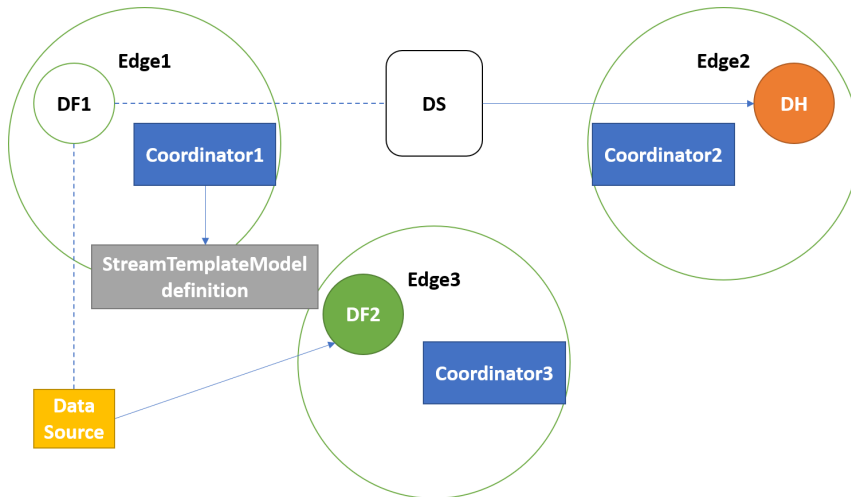 Edge1
DF1
Coordinator1
StreamTemplateModel
definition
DS
Edge2
DH
Coordinator2
Edge3
DF2
Coordinator3
Data
Source